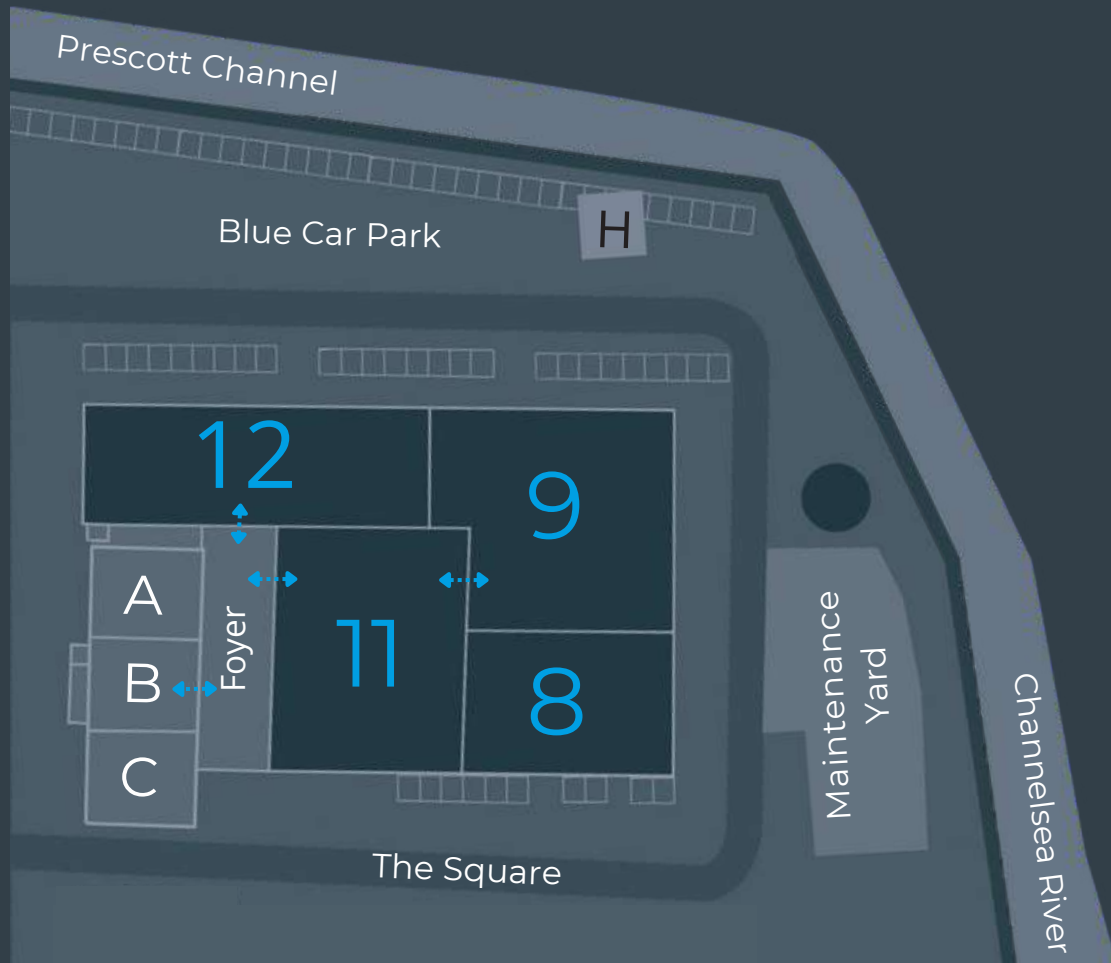 Prescott Channel
Blue Car Park
H
12
9
A
Foyer
11
B
8
C
Maintenance
Yard
Channelsea River
The Square